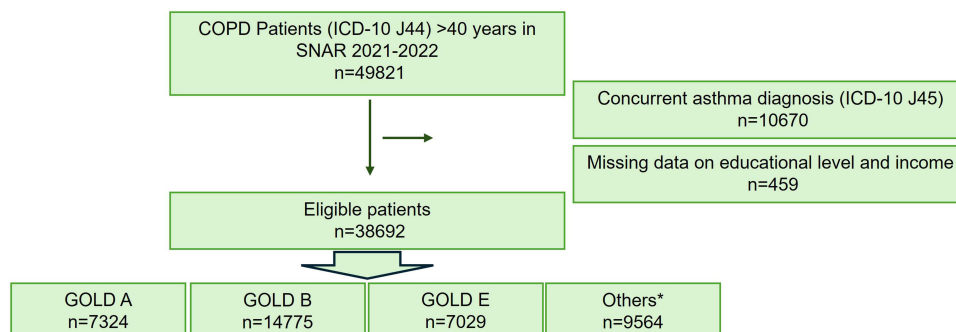 COPD Patients (ICD-10 J44) >40 years in
SNAR 2021-2022
n=49821
Concurrent asthma diagnosis (ICD-10 J45)
n=10670
Missing data on educational level and income
n=459
Eligible patients
n=38692
GOLD A
n=7324
GOLD B
n=14775
GOLD E
n=7029
Others*
n=9564